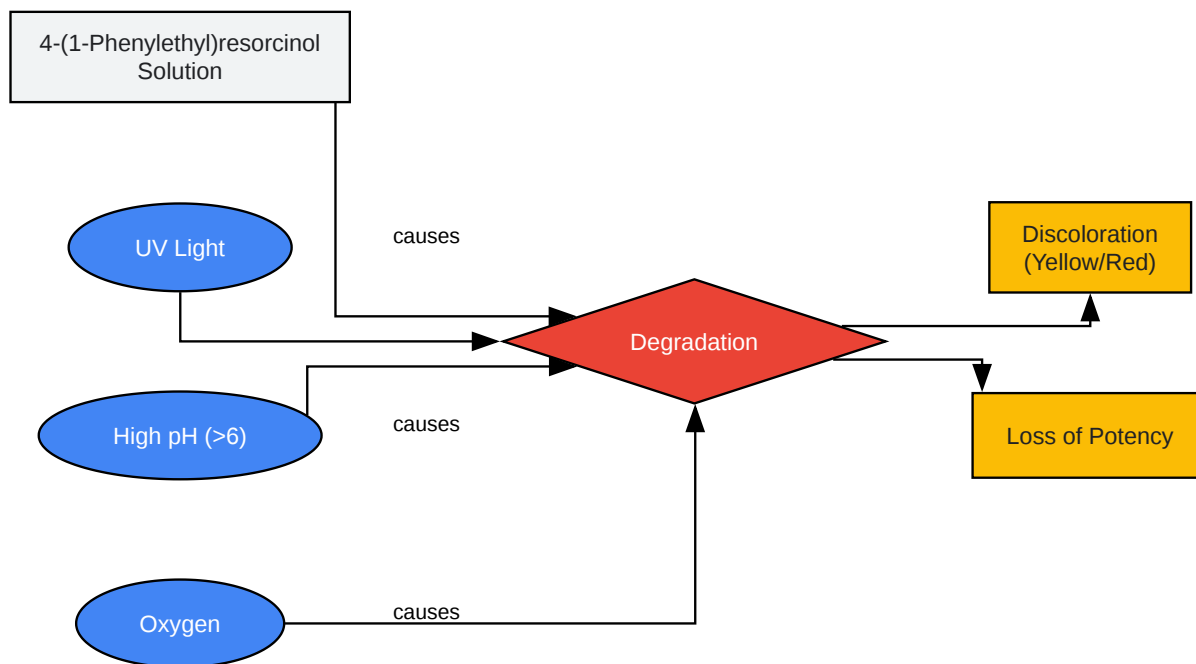 4-(1-Phenylethyl)resorcinol
Solution
UV Light
causes
Discoloration
(Yellow/Red)
Degradation
High pH (>6)
causes
Loss of Potency
Oxygen
causes